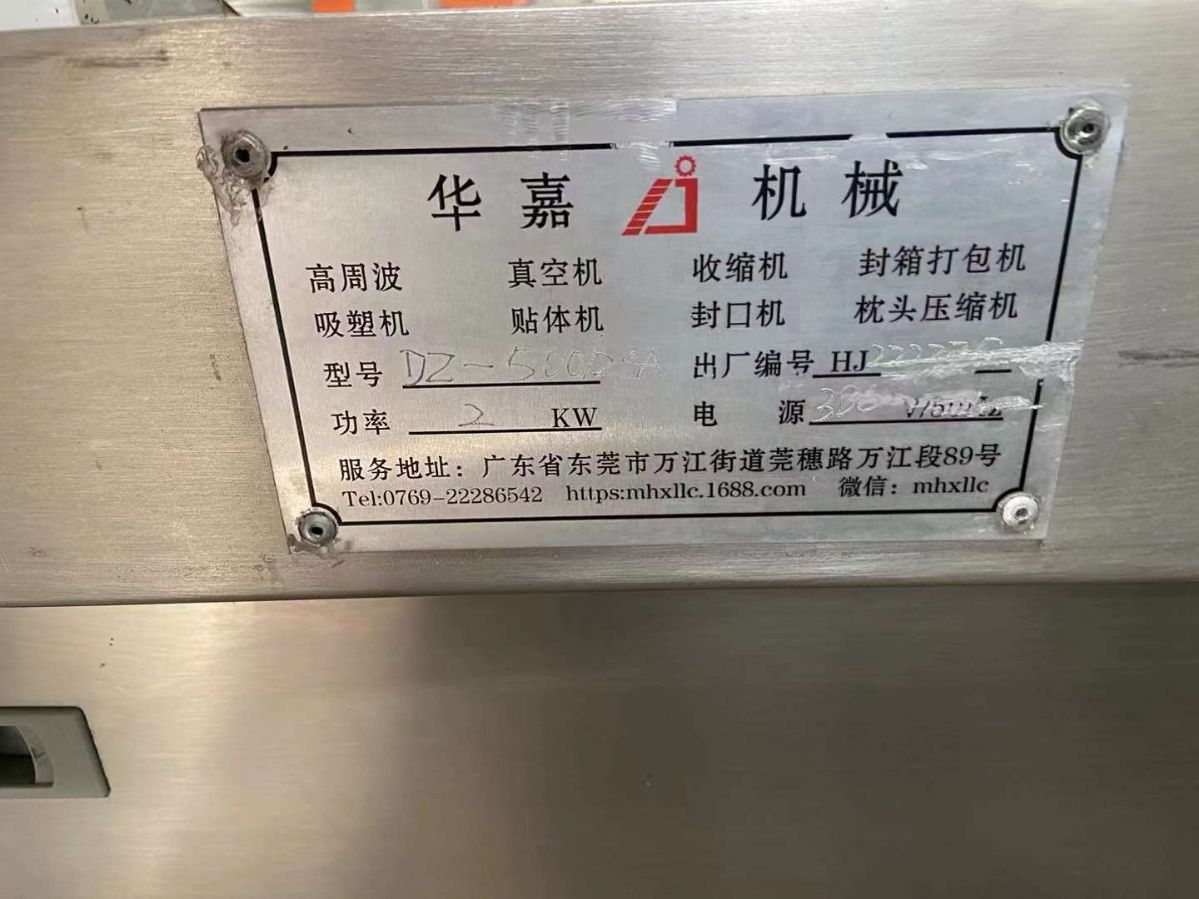 华嘉 机械
高周波 真空机 收缩机 封箱打包机
吸塑机 贴体机 封口机 枕头压缩机
型号 出厂编号 HJ
功率 2 KW 电源
服务地址：广东省东莞市万江街道莞穗路万江段89号
Tel:0769-22286542 https:mhxllc.1688.com 微信：mhxllc